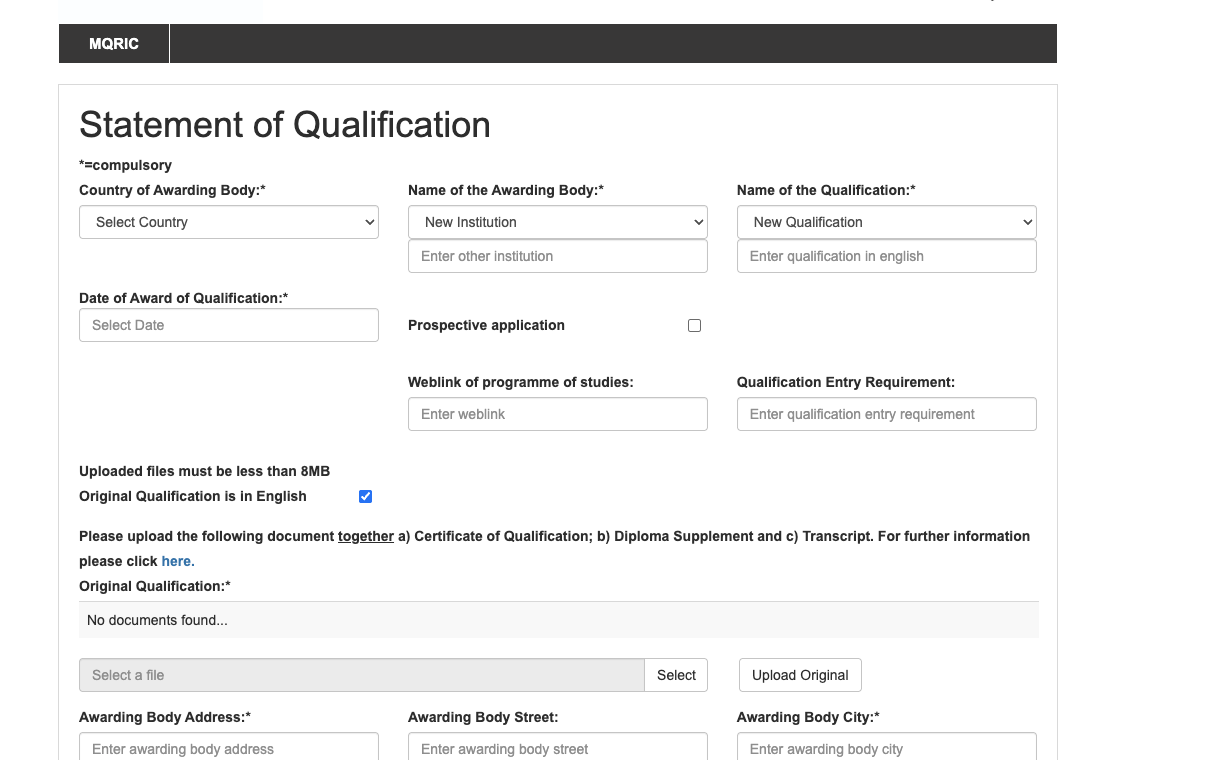 MQRIC
Statement of Qualification
*=compulsory
Country of Awarding Body:* Name of the Awarding Body:* Name of the Qualification:*
Select Country New Institution New Qualification
Enter other institution Enter qualification in english
Date of Award of Qualification:*
Select Date Prospective application
Weblink of programme of studies: Qualification Entry Requirement:
Enter weblink Enter qualification entry requirement
Uploaded files must be less than 8MB
Original Qualification is in English
Please upload the following document together a) Certificate of Qualification; b) Diploma Supplement and c) Transcript. For further information
please click here.
Original Qualification:*
No documents found...
Select a file Select Upload Original
Awarding Body Address:* Awarding Body Street: Awarding Body City:*
Enter awarding body address Enter awarding body street Enter awarding body city